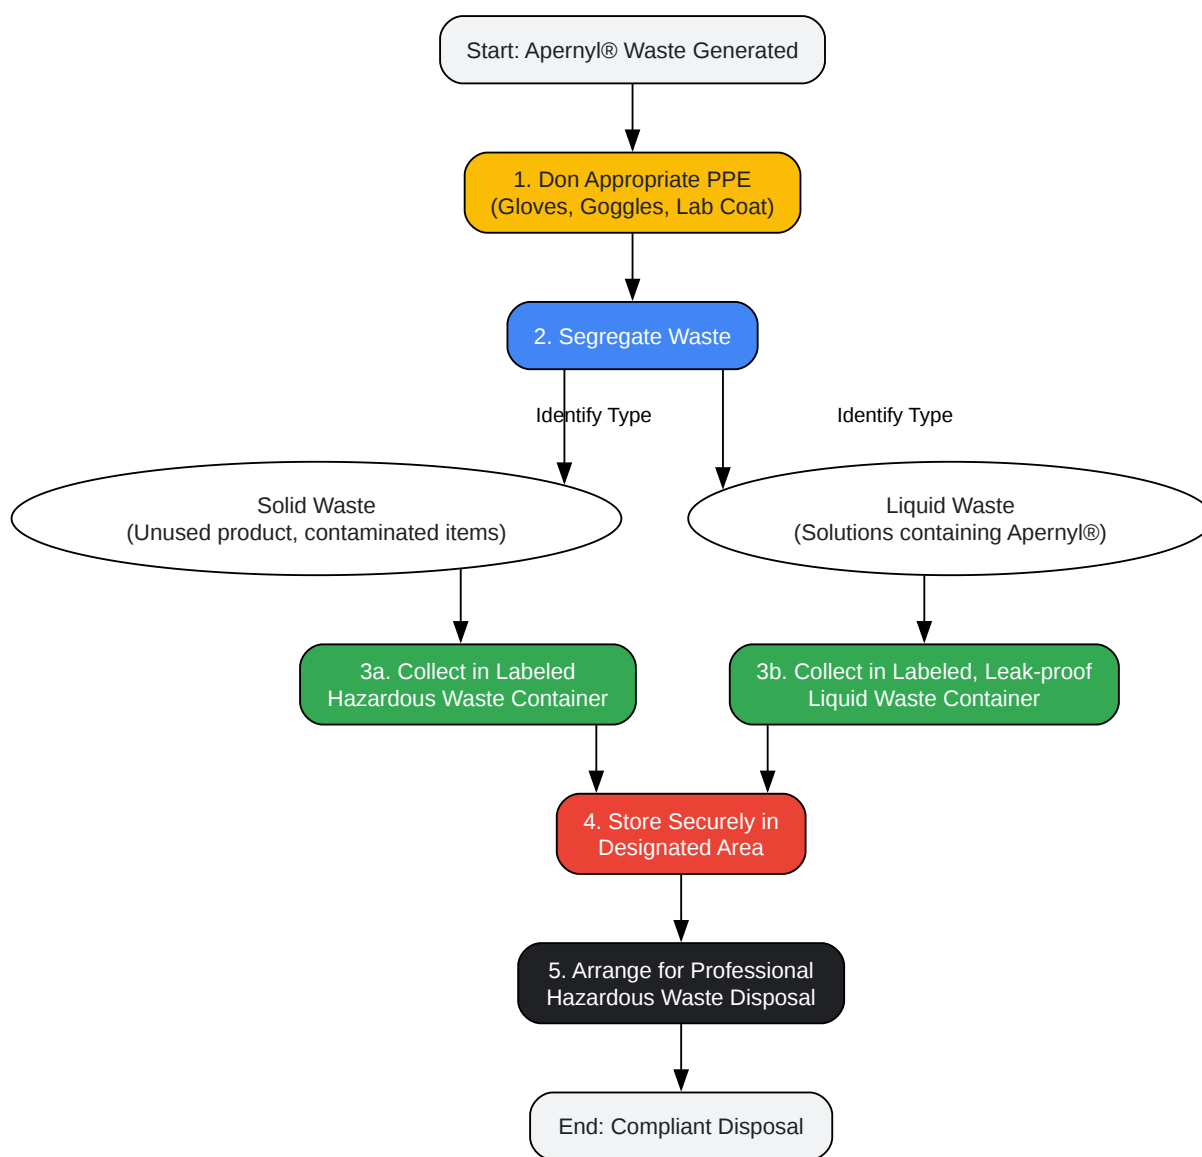 Start: Apernyl® Waste Generated
1. Don Appropriate PPE
(Gloves, Goggles, Lab Coat)
2. Segregate Waste
Identify Type
Identify Type
Solid Waste
(Unused product, contaminated items)
Liquid Waste
(Solutions containing Apernyl®)
3a. Collect in Labeled
Hazardous Waste Container
3b. Collect in Labeled, Leak-proof
Liquid Waste Container
4. Store Securely in
Designated Area
5. Arrange for Professional
Hazardous Waste Disposal
End: Compliant Disposal